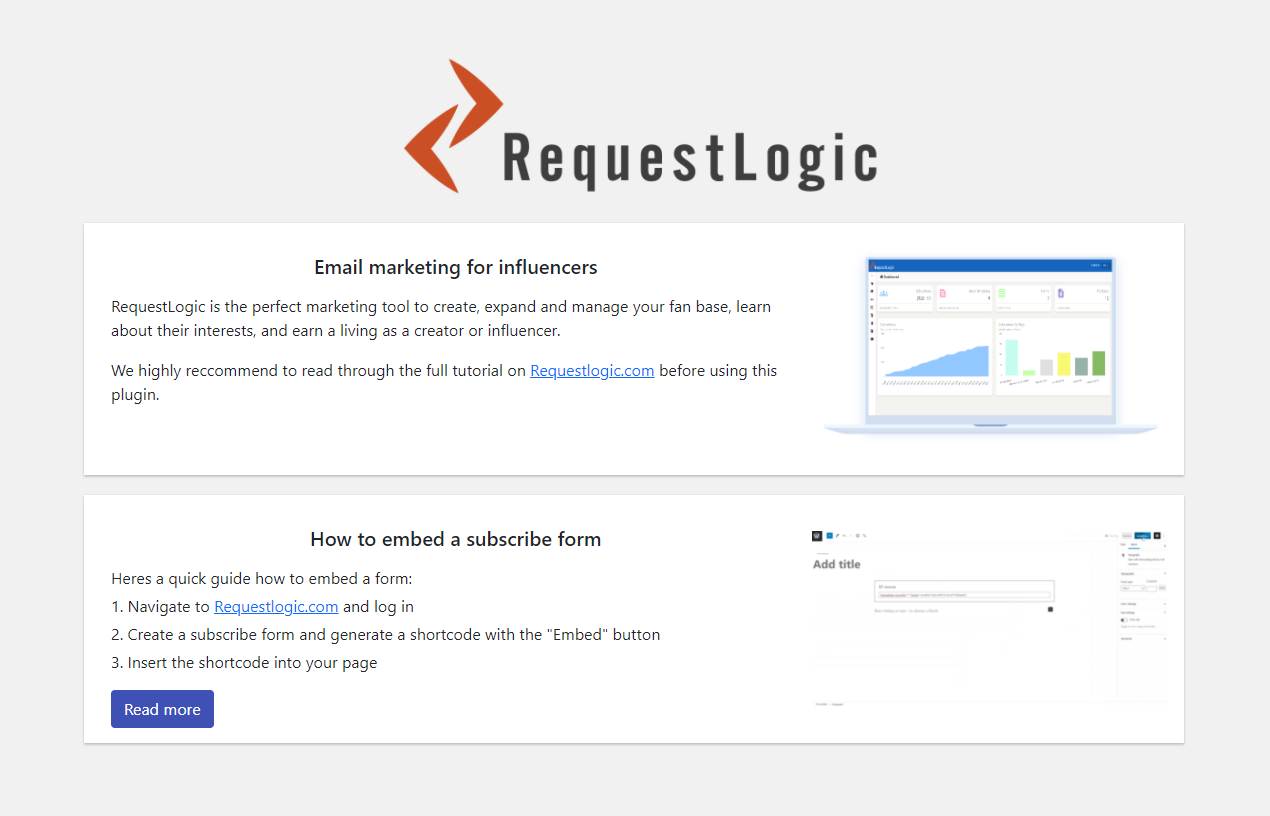 RequestLogic
Email marketing for influencers
RequestLogic is the perfect marketing tool to create, expand and manage your fan base, learn
about their interests, and earn a living as a creator or influencer.
We highly reccommend to read through the full tutorial on Requestlogic.com before using this
plugin.
RequestLogic
Dashboard
How to embed a subscribe form
Heres a quick guide how to embed a form:
1. Navigate to Requestlogic.com and log in
2. Create a subscribe form and generate a shortcode with the "Embed" button
3. Insert the shortcode into your page
Read more
Add title